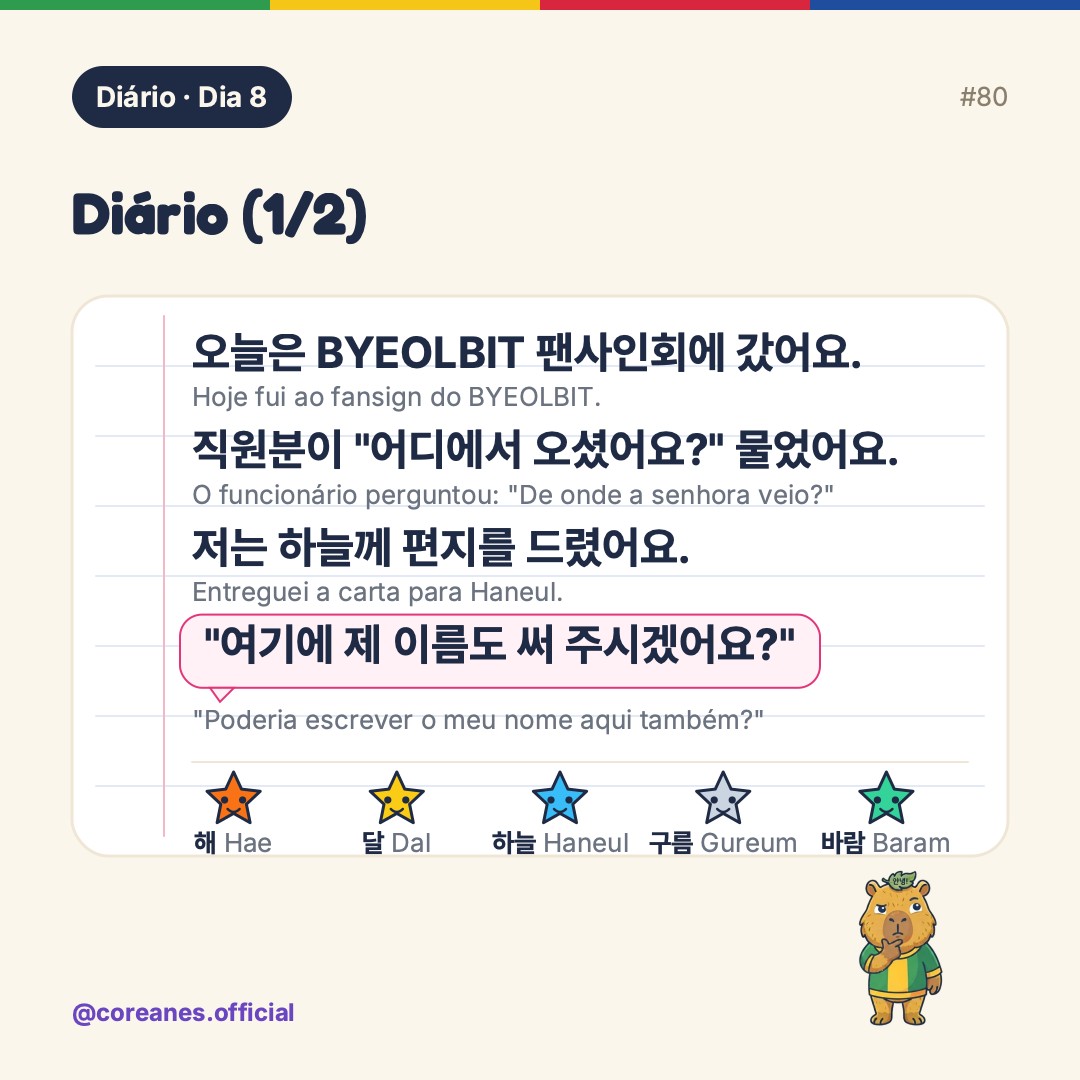 Diário · Dia 8
#80
Diário (1/2)
오늘은 BYEOLBIT 팬사인회에 갔어요.
Hoje fui ao fansign do BYEOLBIT.
직원분이 "어디에서 오셨어요?" 물었어요.
O funcionário perguntou: "De onde a senhora veio?"
저는 하늘께 편지를 드렸어요.
Entreguei a carta para Haneul.
"여기에 제 이름도 써 주시겠어요?"
"Poderia escrever o meu nome aqui também?"
해 Hae 달 Dal 하늘 Haneul 구름 Gureum 바람 Baram
안녕!
@coreanes.official